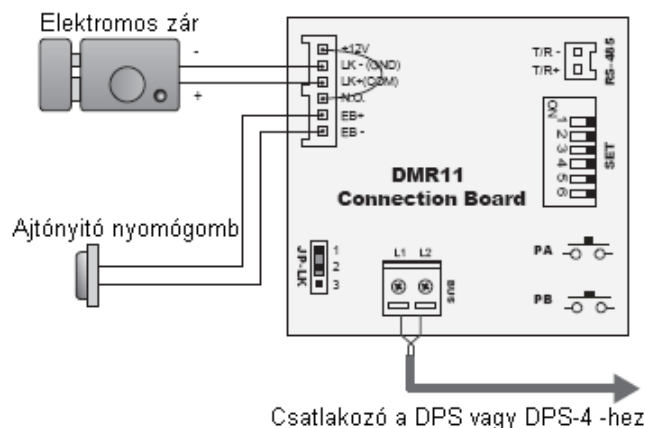 Elektromos zár
-
+
+12V
LK - (GND)
LK+(COM)
N.O.
EB+
EB -
T/R -
T/R+
RS-485
ON
1
2
3
4
5
6
SET
DMR11
Connection Board
Ajtónyitó nyomógomb
JP-LK
1
2
3
L1 L2
BUS
PA
PB
Csatlakozó a DPS vagy DPS-4 -hez